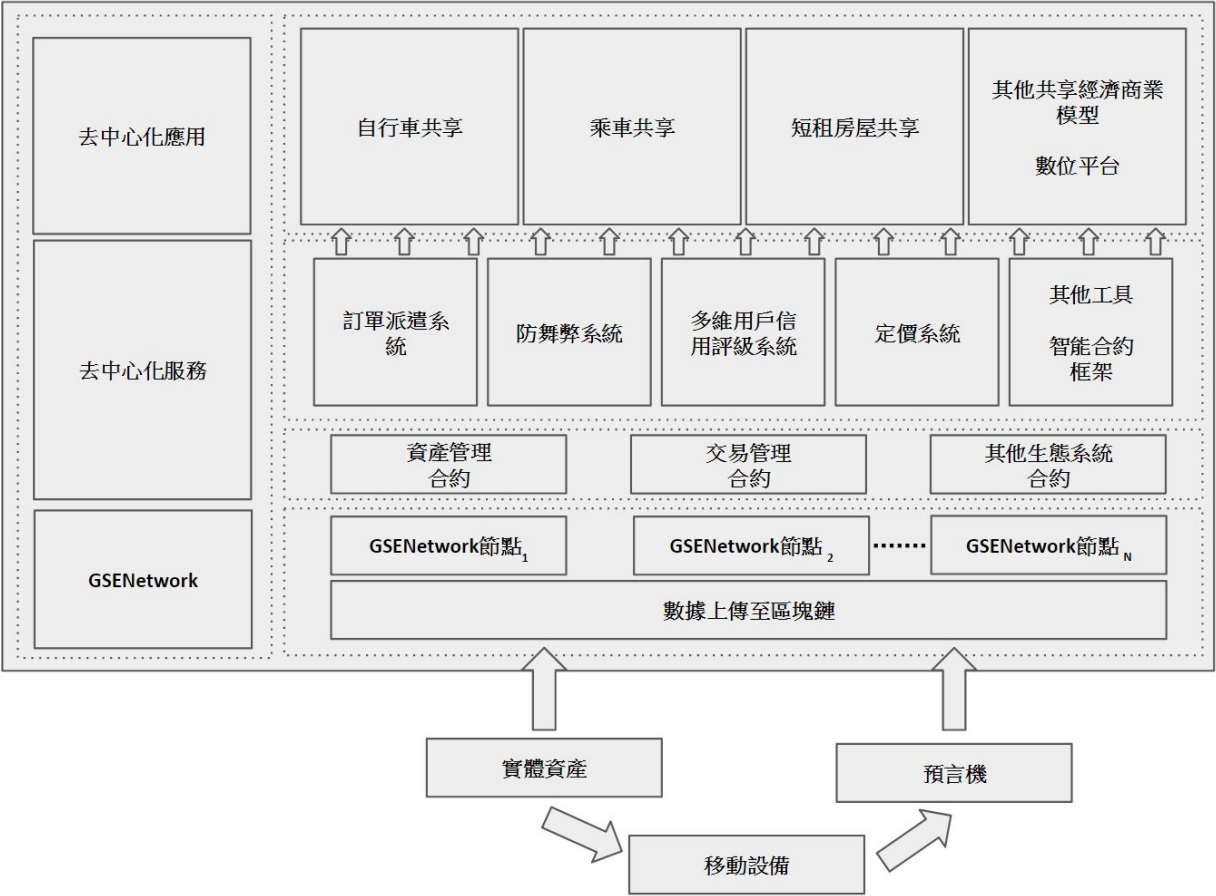 去中心化應用
自行車共享
乘車共享
短租房屋共享
其他共享經濟商業
模型
數位平台
去中心化服務
訂單派遣系
統
防舞弊系統
多維用戶信
用評級系統
定價系統
其他工具
智能合約
框架
資產管理
合約
交易管理
合約
其他生態系統
合約
GSENetwork
GSENetwork節點1
GSENetwork節點 2
GSENetwork節點 N
數據上傳至區塊鏈
實體資產
預言機
移動設備